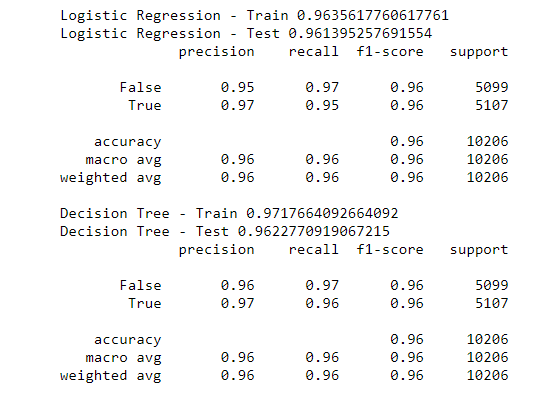 Logistic Regression - Train 0.9635617760617761
Logistic Regression - Test 0.961395257691554
precision recall f1-score support
False 0.95 0.97 0.96 5099
True 0.97 0.95 0.96 5107
accuracy 0.96 10206
macro avg 0.96 0.96 0.96 10206
weighted avg 0.96 0.96 0.96 10206
Decision Tree - Train 0.9717664092664092
Decision Tree - Test 0.9622770919067215
precision recall f1-score support
False 0.96 0.97 0.96 5099
True 0.97 0.96 0.96 5107
accuracy 0.96 10206
macro avg 0.96 0.96 0.96 10206
weighted avg 0.96 0.96 0.96 10206